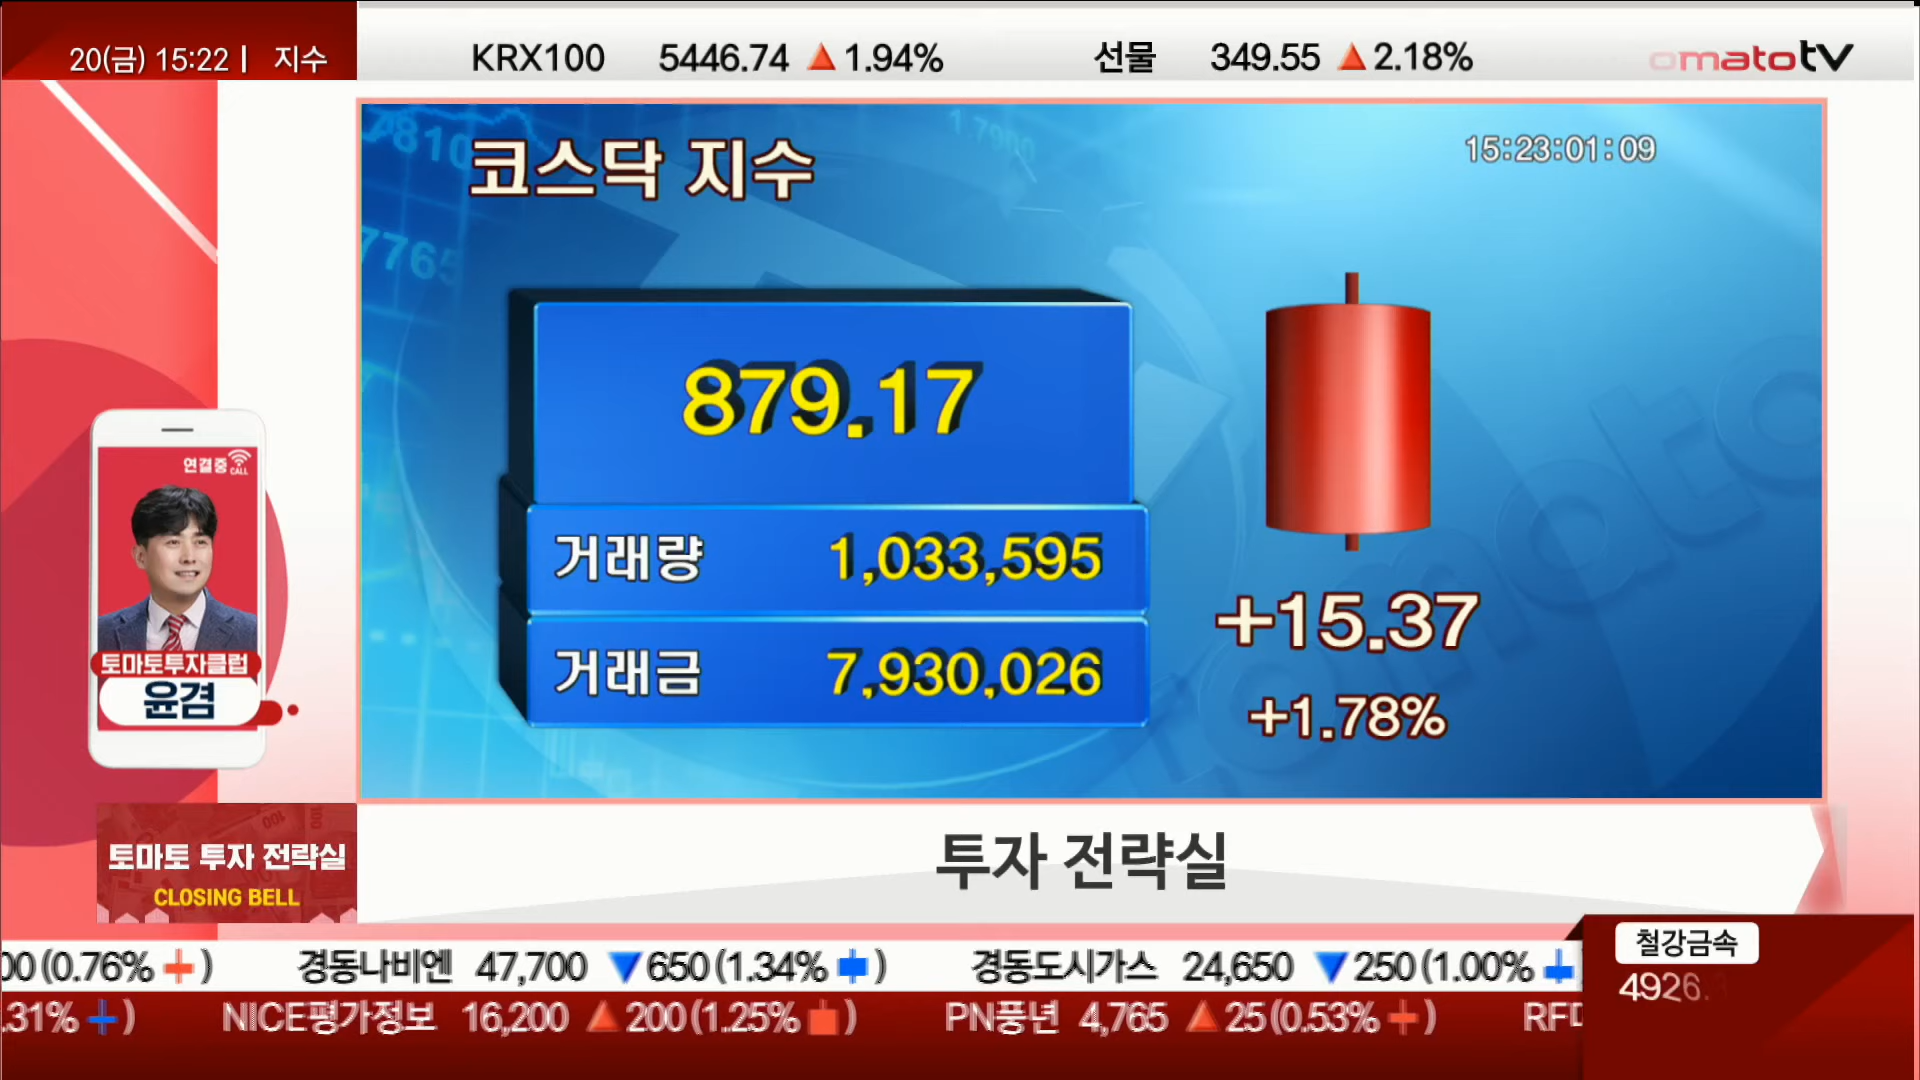 20(금) 15:22 | 지수
KRX100 5446.74 ▲1.94% 선물 349.55 ▲2.18%
omatotv
코스닥 지수
15:23:01:09
879.17
거래량 1,033,595
거래금 7,930,026
+15.37
+1.78%
연결중
CALL
토마토투자클럽
윤겸
토마토 투자 전략실
CLOSING BELL
투자 전략실
00(0.76% ) 경동나비엔 47,700 ▼650(1.34% ) 경동도시가스 24,650 ▼250(1.00%
.31% ) NICE평가정보 16,200 ▲200(1.25% ) PN풍년 4,765 ▲25(0.53% ) RFD
철강금속
4926.